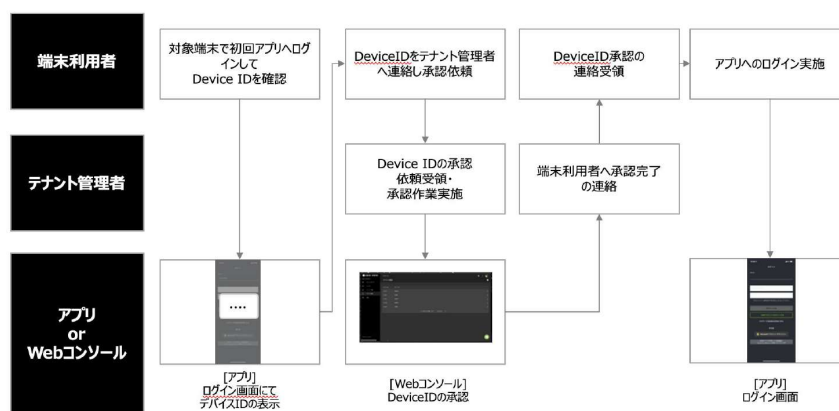 端末利用者
対象端末で初回アプリへログ
インして
Device IDを確認
DeviceIDをテナント管理者
へ連絡し承認依頼
DeviceID承認の
連絡受領
アプリへのログイン実施
テナント管理者
Device IDの承認
依頼受領・
承認作業実施
端末利用者へ承認完了
の連絡
アプリ
or
Webコンソール
[アプリ]
ログイン画面にて
デバイスIDの表示
[Webコンソール]
DeviceIDの承認
[アプリ]
ログイン画面